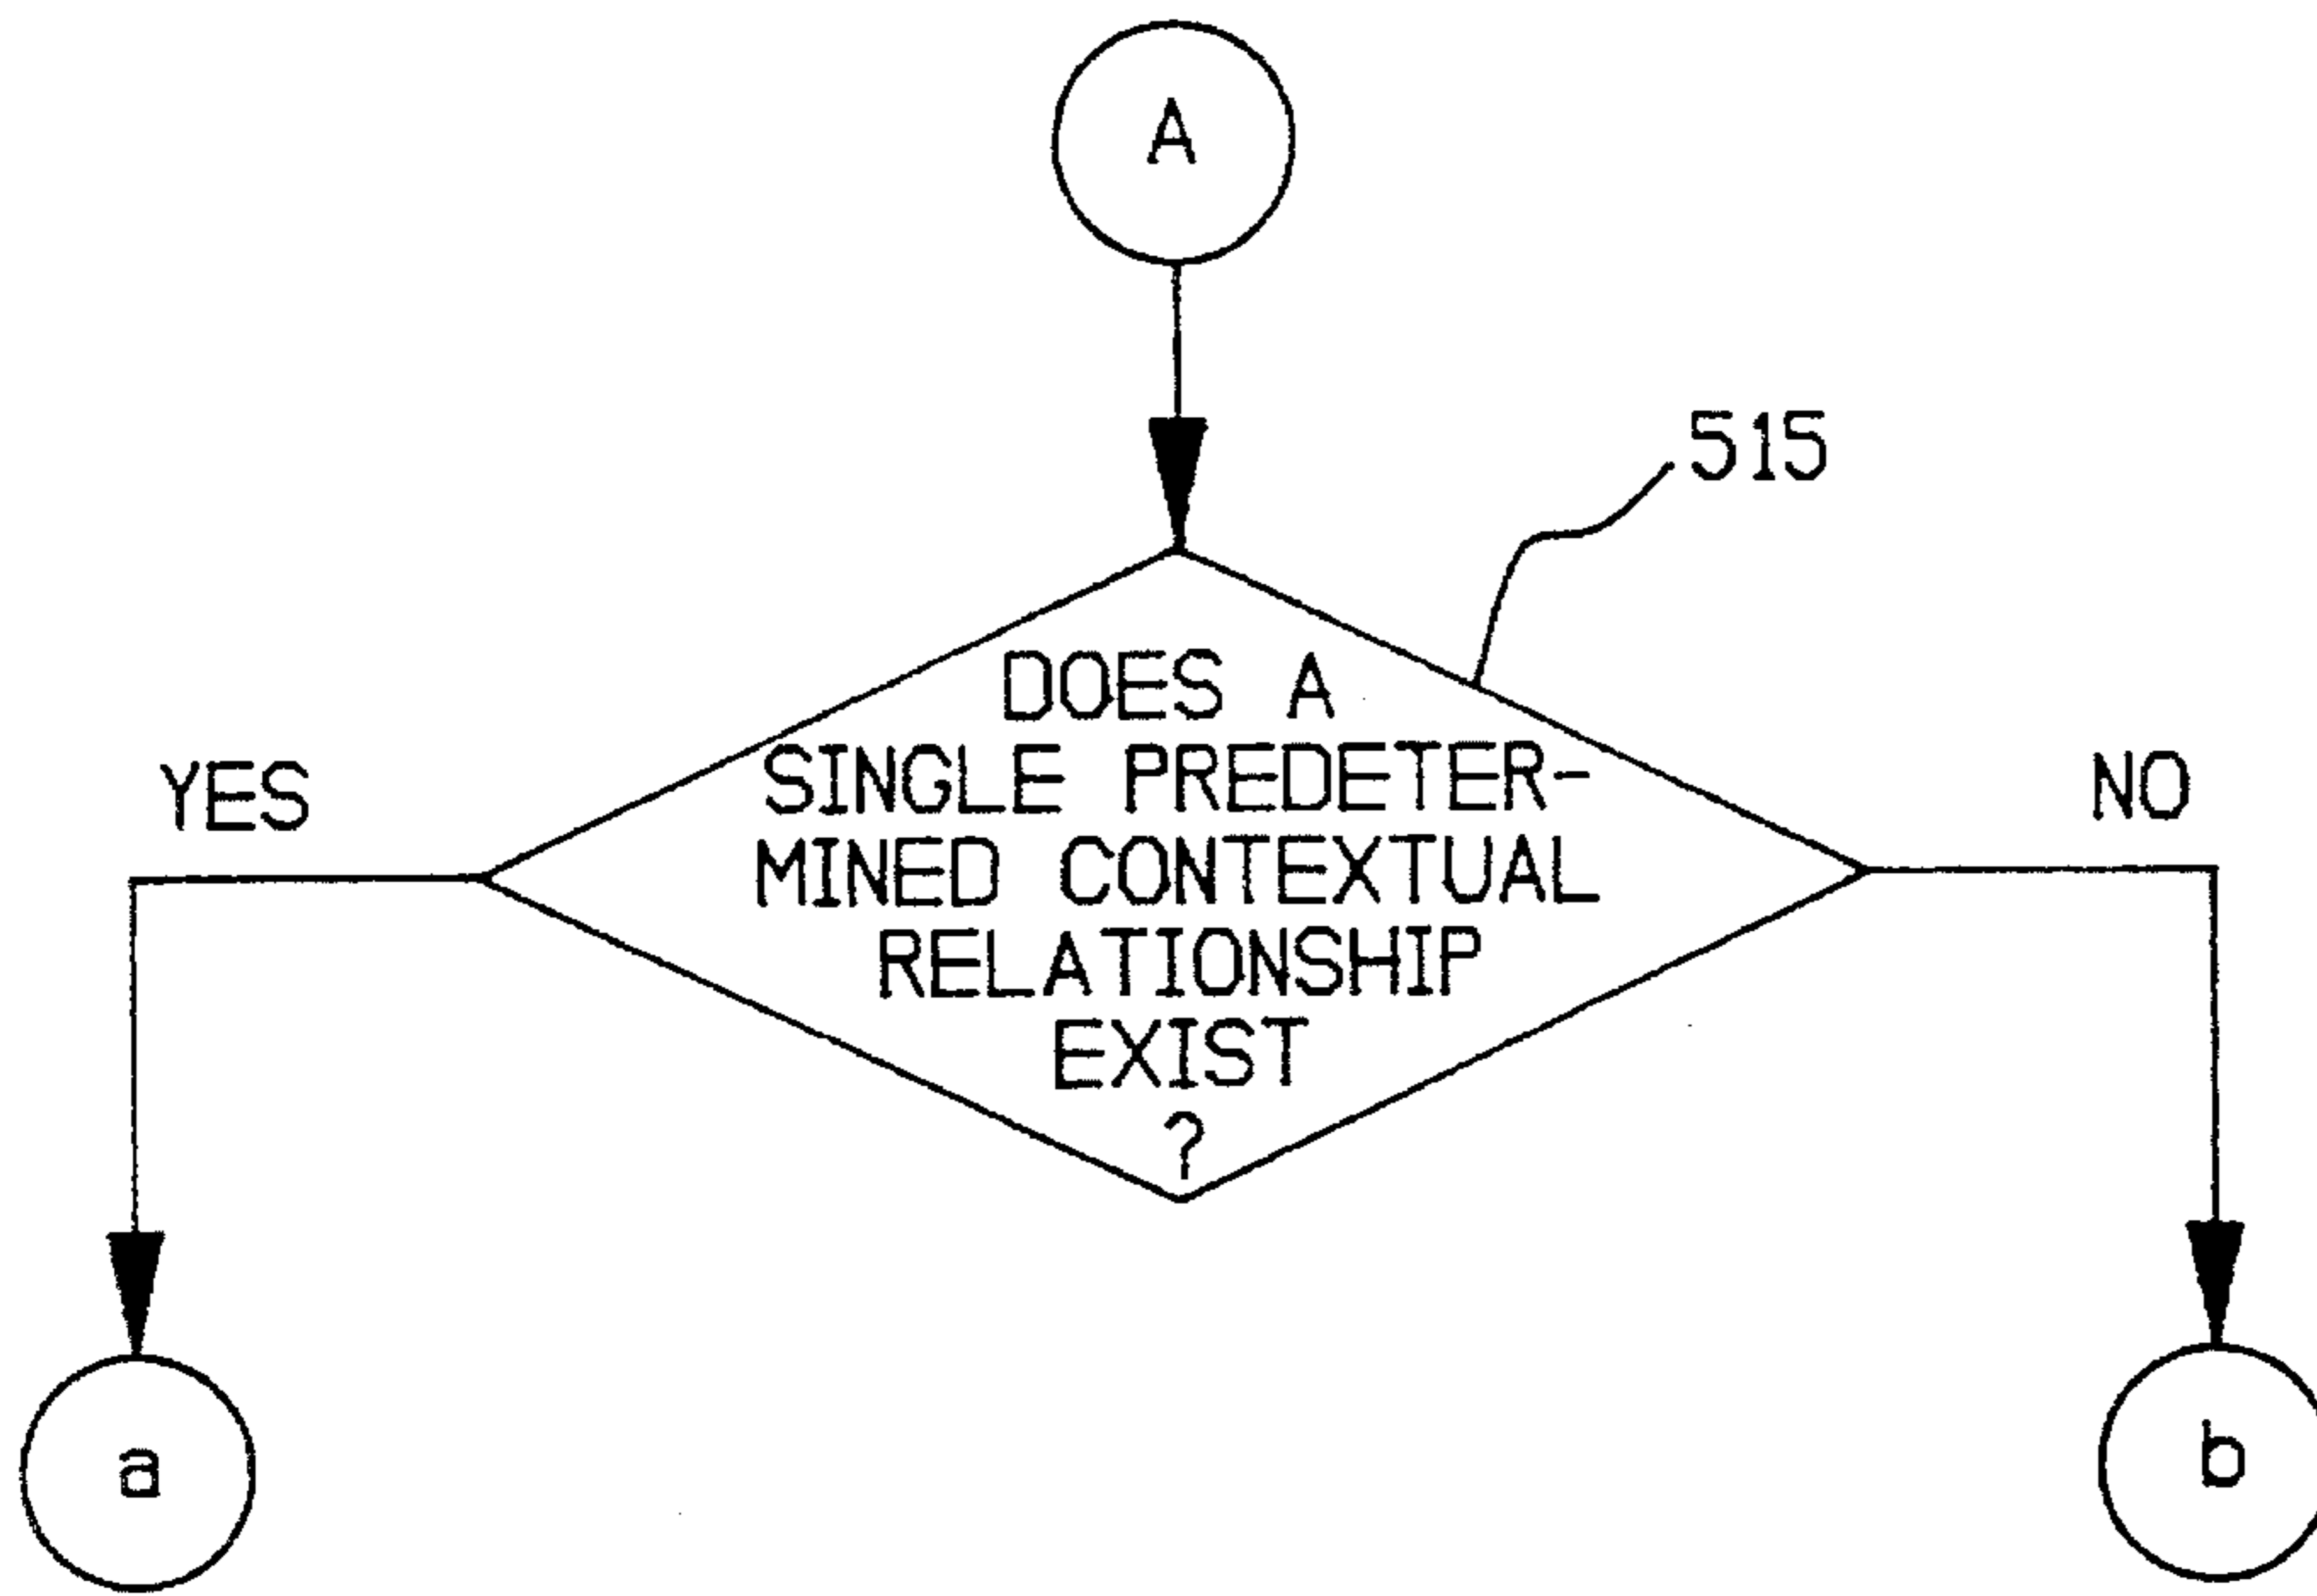 A
515
DOES A
SINGLE PREDETER-
MINED CONTEXTUAL
RELATIONSHIP
EXIST
?
YES
NO
a
b